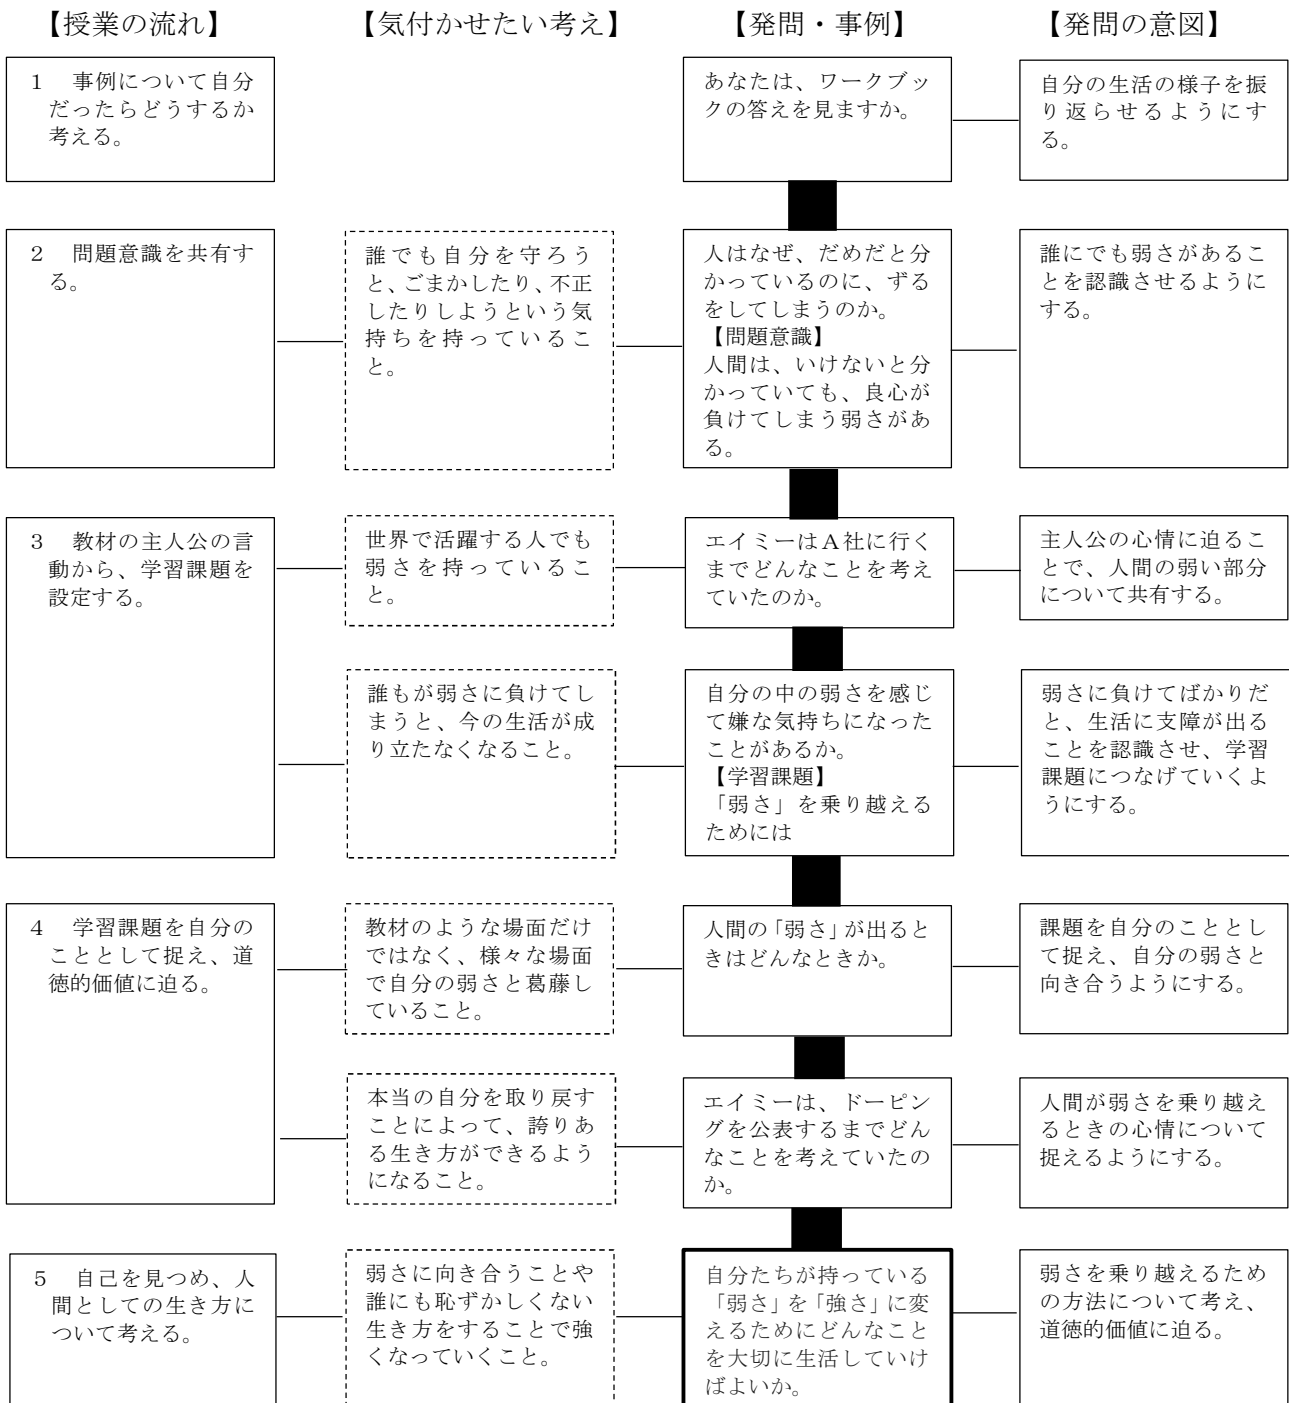 【授業の流れ】
【気付かせたい考え】
【発問・事例】
【発問の意図】
１　事例について自分
だったらどうするか
考える。
あなたは、ワークブッ
クの答えを見ますか。
自分の生活の様子を振
り返らせるようにす
る。
２　問題意識を共有す
る。
誰でも自分を守ろう
と、ごまかしたり、不正
したりしようという気
持ちを持っているこ
と。
人はなぜ、だめだと分
かっているのに、ずる
をしてしまうのか。
【問題意識】
人間は、いけないと分
かっていても、良心が
負けてしまう弱さがあ
る。
誰にでも弱さがあるこ
とを認識させるように
する。
３　教材の主人公の言
動から、学習課題を
設定する。
世界で活躍する人でも
弱さを持っているこ
と。
エイミーはＡ社に行く
までどんなことを考え
ていたのか。
主人公の心情に迫るこ
とで、人間の弱い部分
について共有する。
誰もが弱さに負けてし
まうと、今の生活が成
り立たなくなること。
自分の中の弱さを感じ
て嫌な気持ちになった
ことがあるか。
【学習課題】
「弱さ」を乗り越える
ためには
弱さに負けてばかりだ
と、生活に支障が出る
ことを認識させ、学習
課題につなげていくよ
うにする。
４　学習課題を自分の
こととして捉え、道
徳的価値に迫る。
教材のような場面だけ
ではなく、様々な場面
で自分の弱さと葛藤し
ていること。
人間の「弱さ」が出ると
きはどんなときか。
課題を自分のこととし
て捉え、自分の弱さと
向き合うようにする。
本当の自分を取り戻す
ことによって、誇りあ
る生き方ができるよう
になること。
エイミーは、ドーピン
グを公表するまでどん
なことを考えていたの
か。
人間が弱さを乗り越え
るときの心情について
捉えるようにする。
５　自己を見つめ、人
間としての生き方に
ついて考える。
弱さに向き合うことや
誰にも恥ずかしくない
生き方をすることで強
くなっていくこと。
自分たちが持っている
「弱さ」を「強さ」に変
えるためにどんなこと
を大切に生活していけ
ばよいか。
弱さを乗り越えるため
の方法について考え、
道徳的価値に迫る。